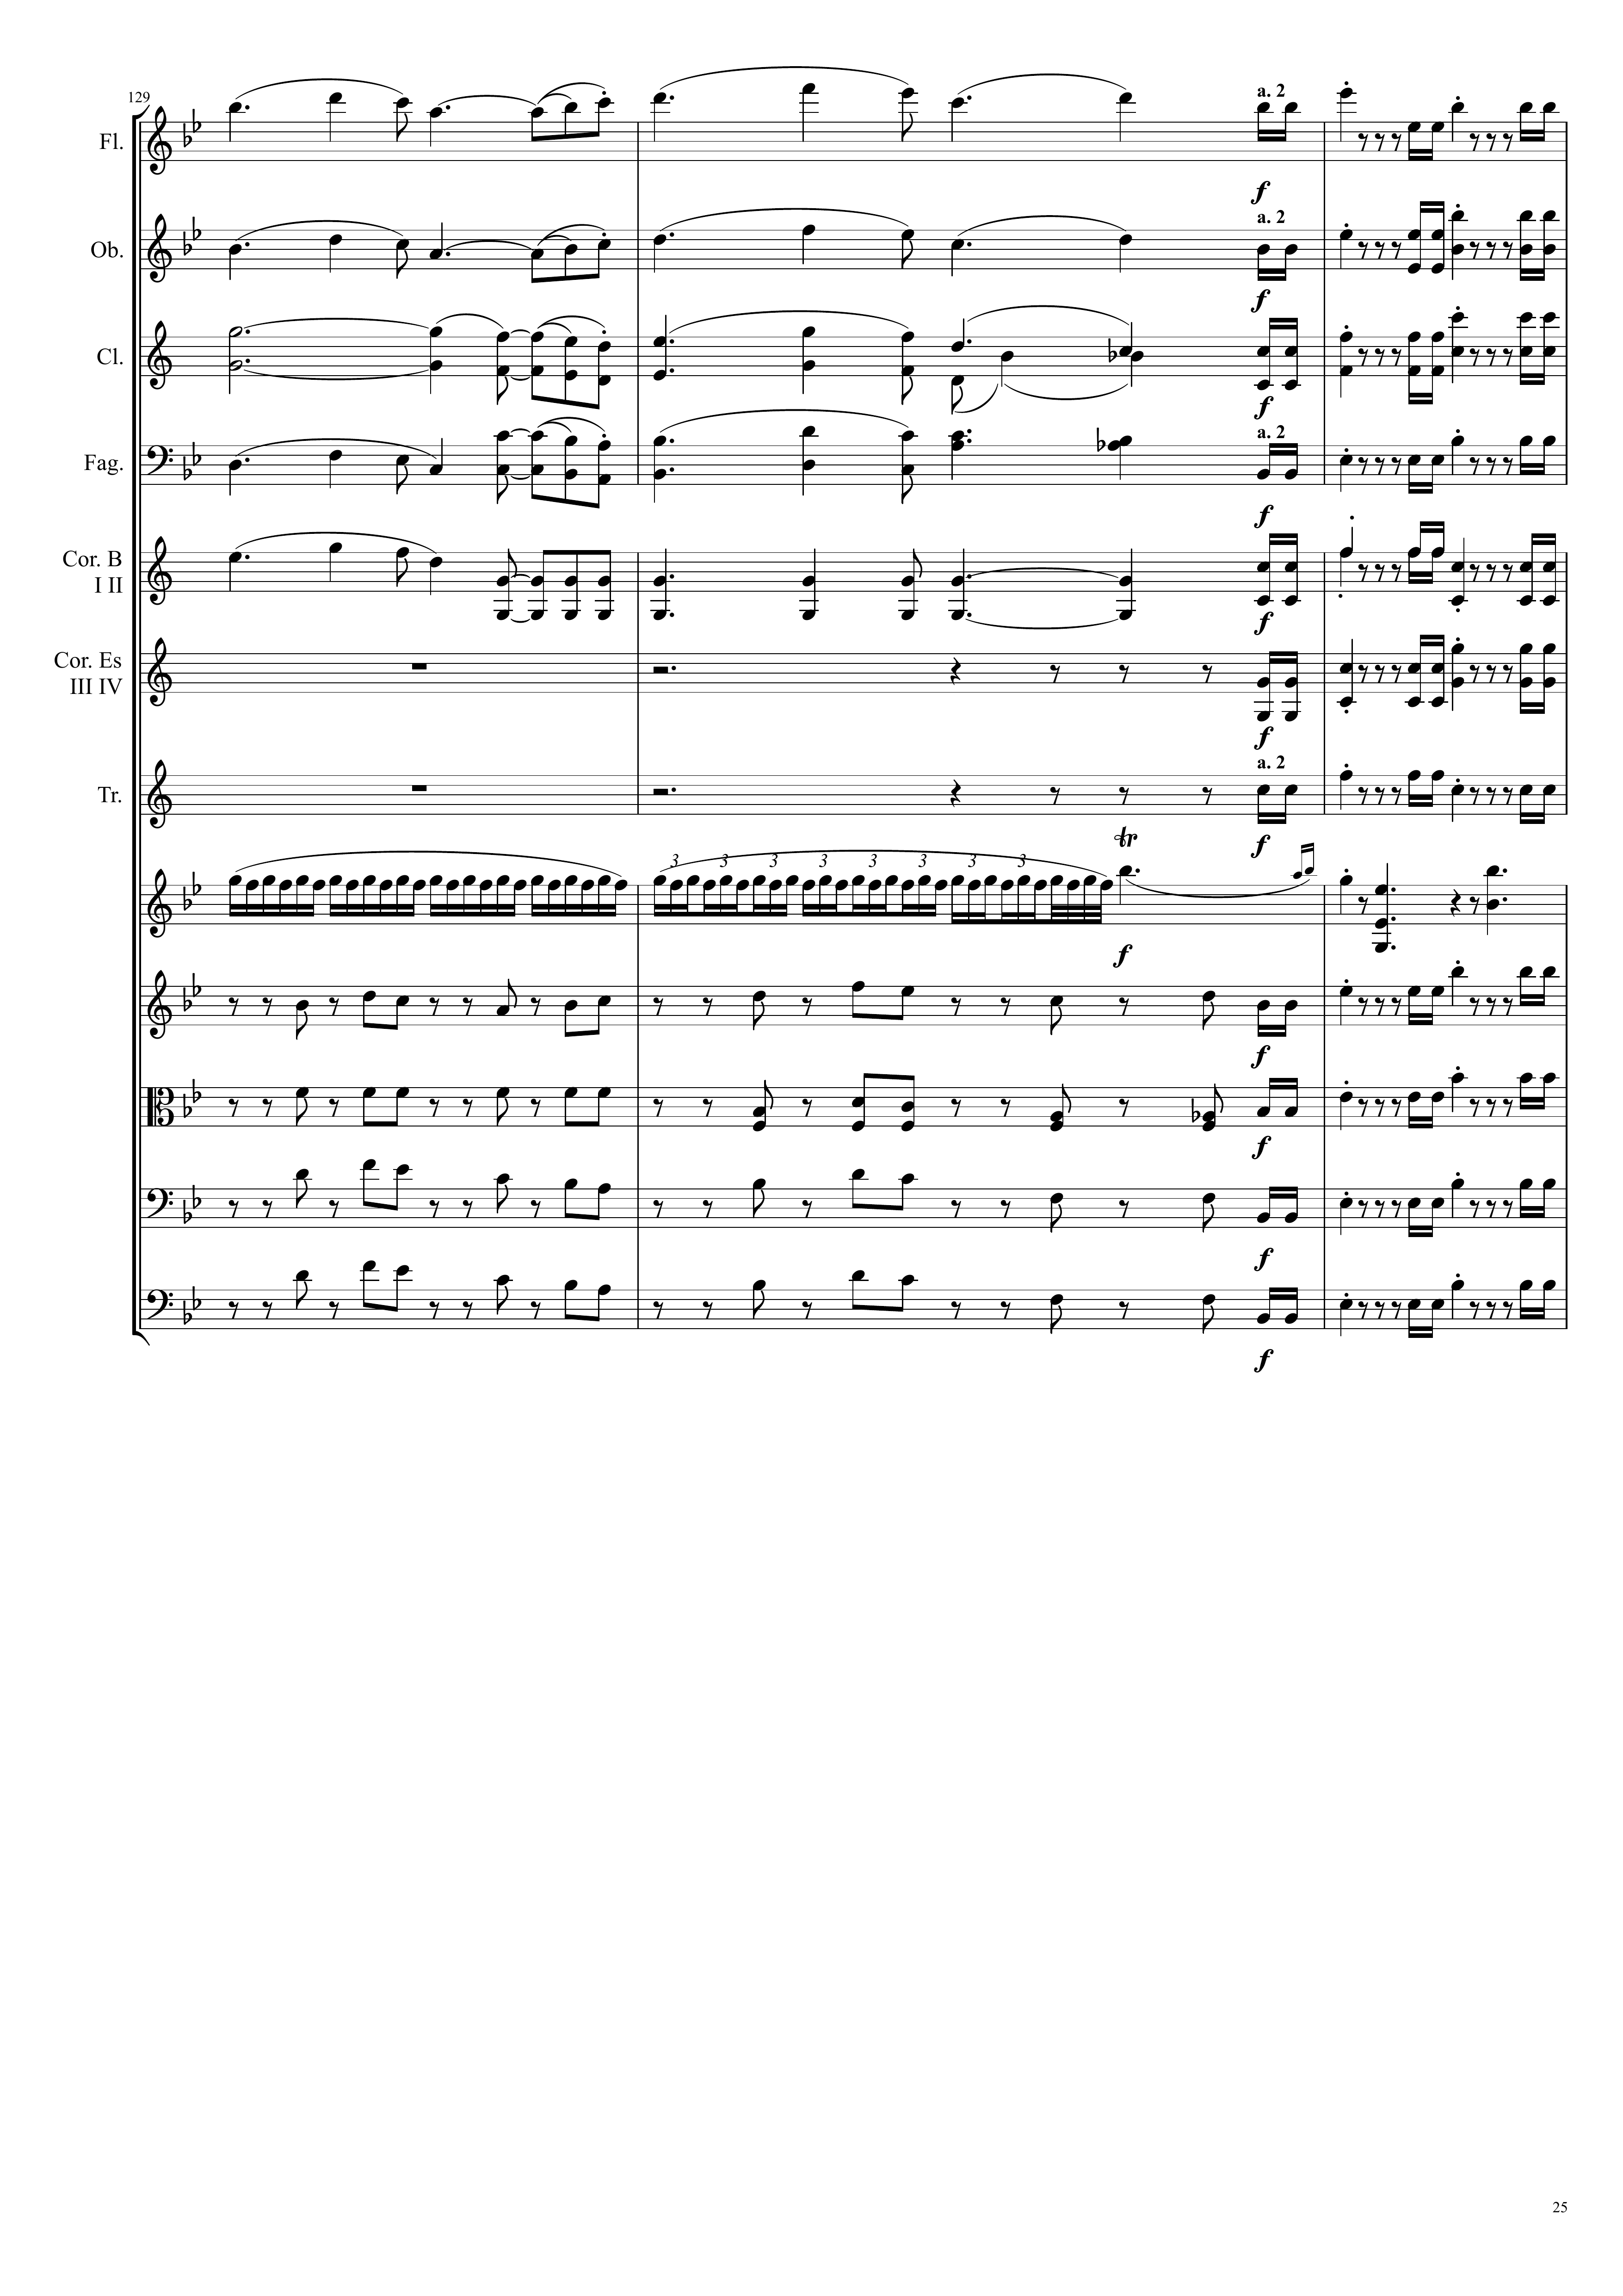 129
Fl.
a. 2
f
Ob.
a. 2
f
Cl.
f
Fag.
a. 2
f
Cor. B
I II
f
Cor. Es
III IV
f
Tr.
a. 2
f
tr
3 3 3 3 3 3 3 3
f
f
f
f
f
25